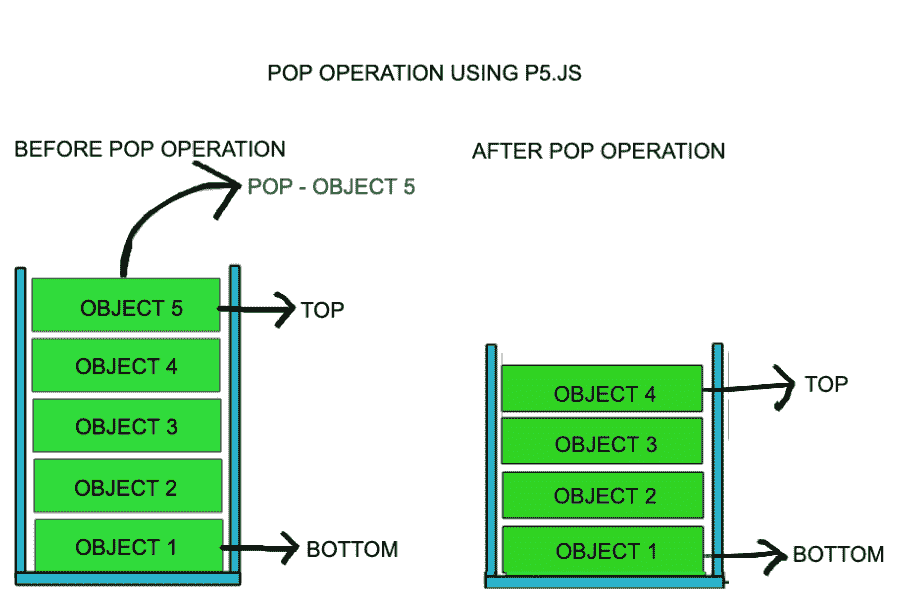 POP OPERATION USING P5.JS
BEFORE POP OPERATION
POP - OBJECT 5
OBJECT 5
TOP
OBJECT 4
OBJECT 3
OBJECT 2
OBJECT 1
BOTTOM
AFTER POP OPERATION
OBJECT 4
TOP
OBJECT 3
OBJECT 2
OBJECT 1
BOTTOM